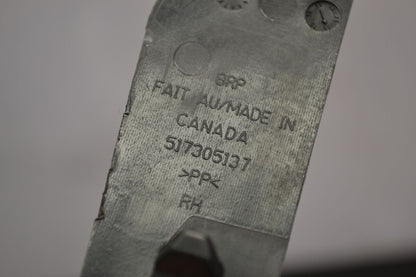 BRP
FAIT AU/MADE IN
CANADA
517305137
>PP<
RH